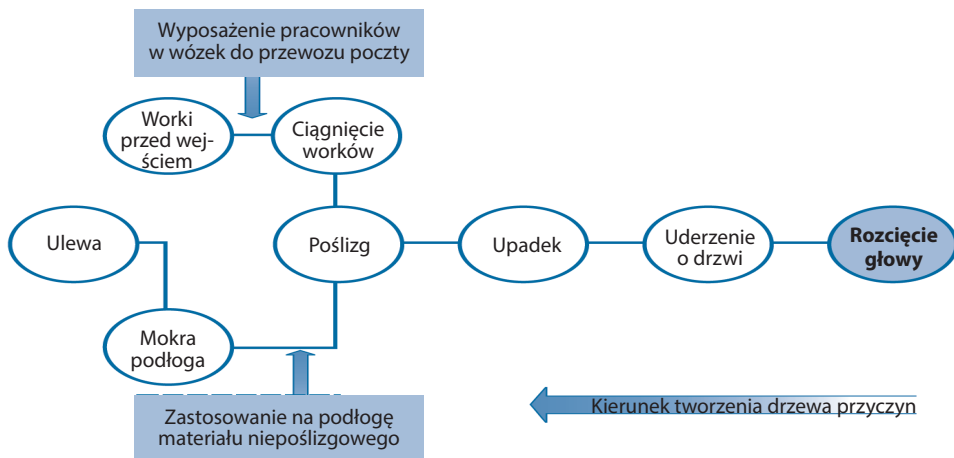 Wyposażenie pracowników
w wózek do przewozu poczty
Worki
przed wej-
ściem
Ciągnięcie
worków
Ulewa
Poślizg
Upadek
Uderzenie
o drzwi
Rozcięcie
głowy
Mokra
podłoga
Zastosowanie na podłogę
materiału niepoślizgowego
Kierunek tworzenia drzewa przyczyn